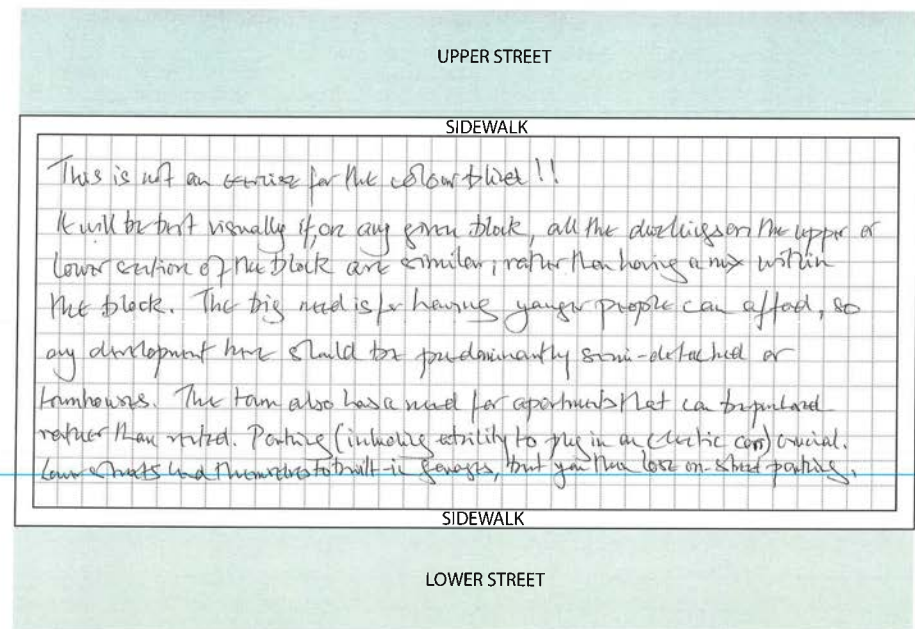 UPPER STREET
SIDEWALK
This is not an exercise for the colour blind!!
It will be best visually if, on any given block, all the dwellings on the upper or
lower section of the block are similar, rather than having a mix within
the block. The big need is for housing younger people can afford, so
any development here should be predominantly semi-detached or
townhouses. The town also has a need for apartments that can be purchased
rather than rented. Parking (including ability to plug in an electric car) crucial.
Lower streets lend themselves to built-in garages, but you then lose on-street parking.
SIDEWALK
LOWER STREET